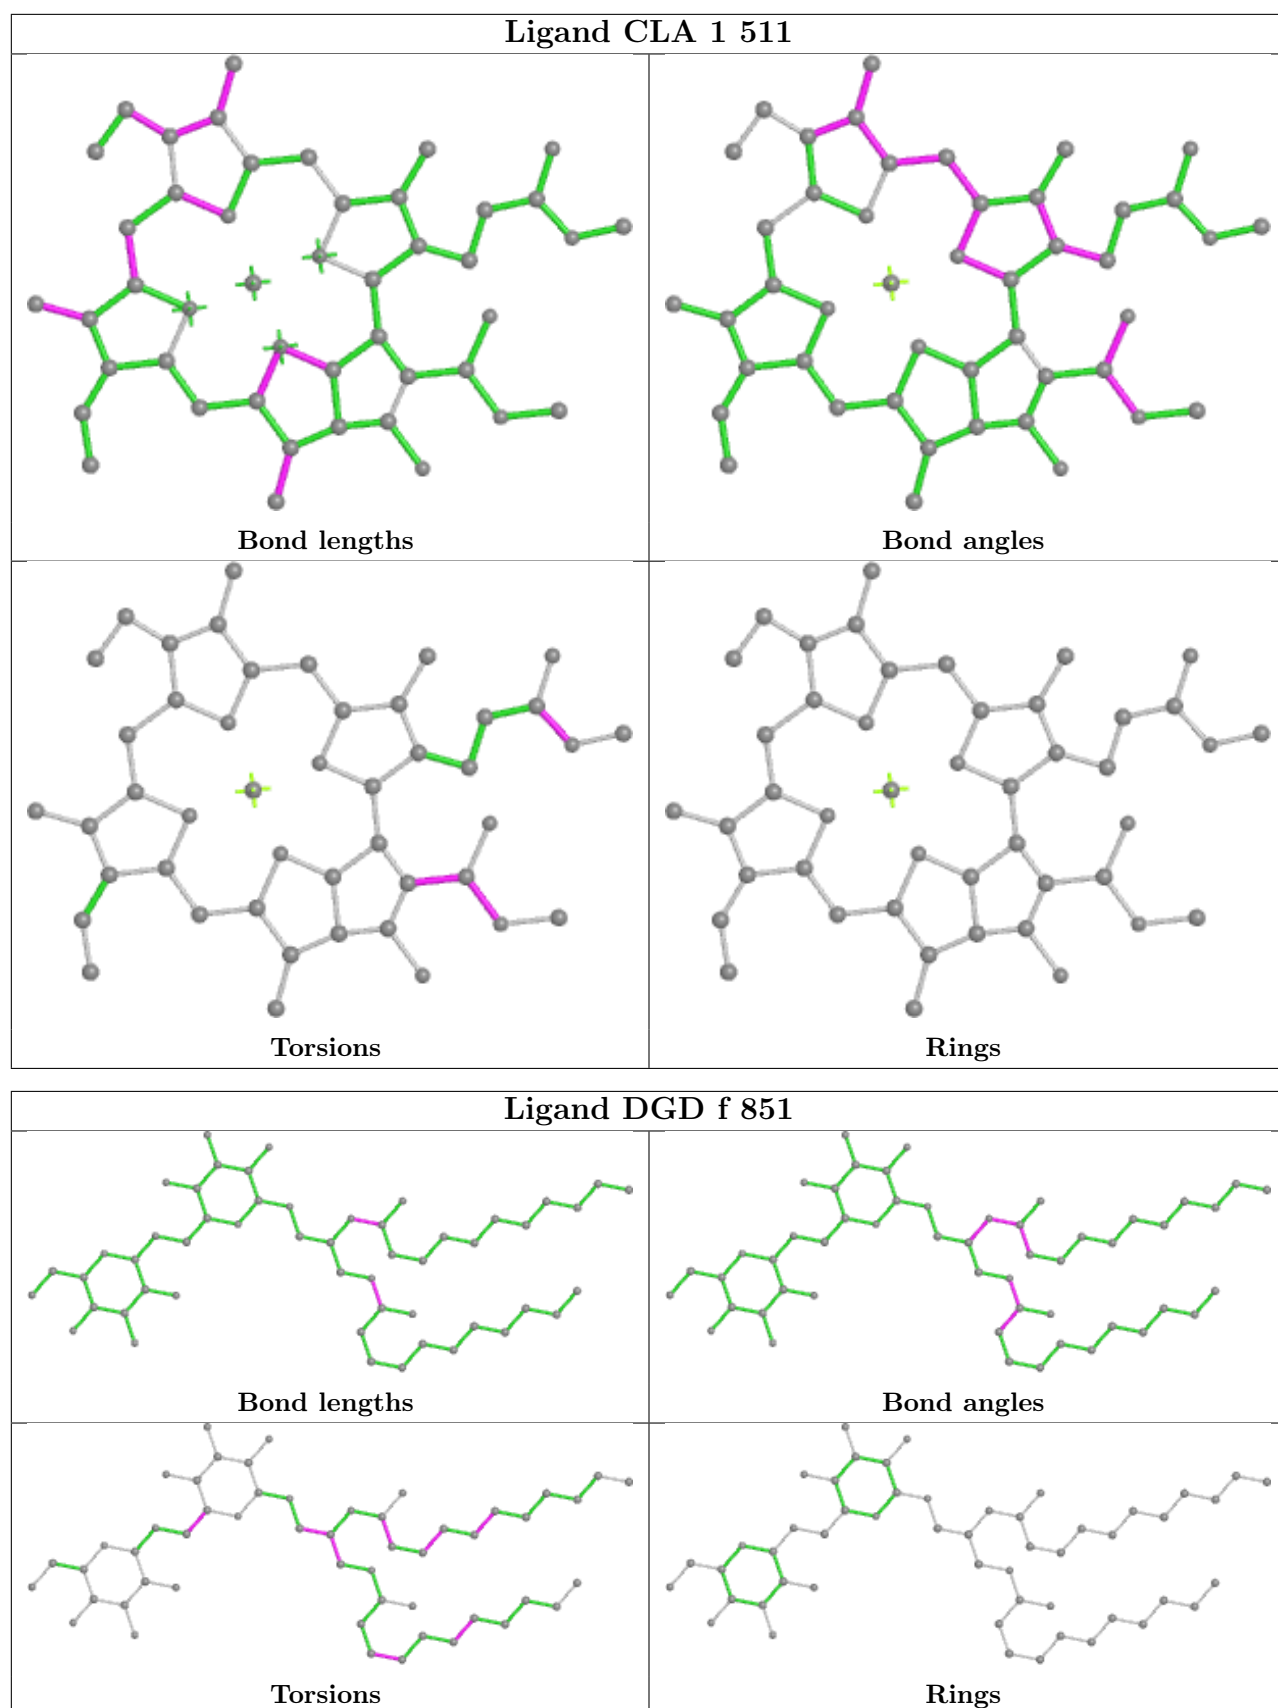 Ligand CLA 1 511
Bond lengths
Bond angles
Torsions
Rings
Ligand DGD f 851
Bond lengths
Bond angles
Torsions
Rings